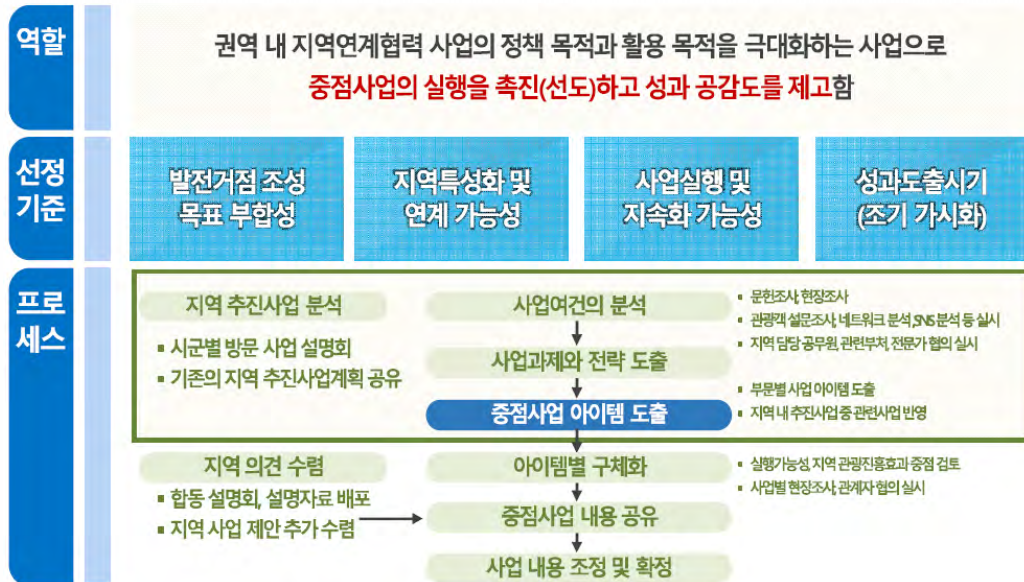 역할
권역 내 지역연계협력 사업의 정책 목적과 활용 목적을 극대화하는 사업으로
중점사업의 실행을 촉진(선도)하고 성과 공감도를 제고함
선정
기준
발전거점 조성
목표 부합성
지역특성화 및
연계 가능성
사업실행 및
지속화 가능성
성과도출시기
(조기 가시화)
프로
세스
지역 추진사업 분석
▪ 시군별 방문 사업 설명회
▪ 기존의 지역 추진사업계획 공유
사업여건의 분석
▪ 문헌조사, 현장조사
▪ 관광객 설문조사, 네트워크 분석, SNS 분석 등 실시
▪ 지역 담당 공무원, 관련부처, 전문가 협의 실시
사업과제와 전략 도출
중점사업 아이템 도출
▪ 부문별 사업 아이템 도출
▪ 지역 내 추진사업 중 관련사업 반영
지역 의견 수렴
▪ 합동 설명회, 설명자료 배포
▪ 지역 사업 제안 추가 수렴
아이템별 구체화
▪ 실행가능성, 지역 관광진흥효과 중점 검토
▪ 사업별 현장조사, 관계자 협의 실시
중점사업 내용 공유
사업 내용 조정 및 확정